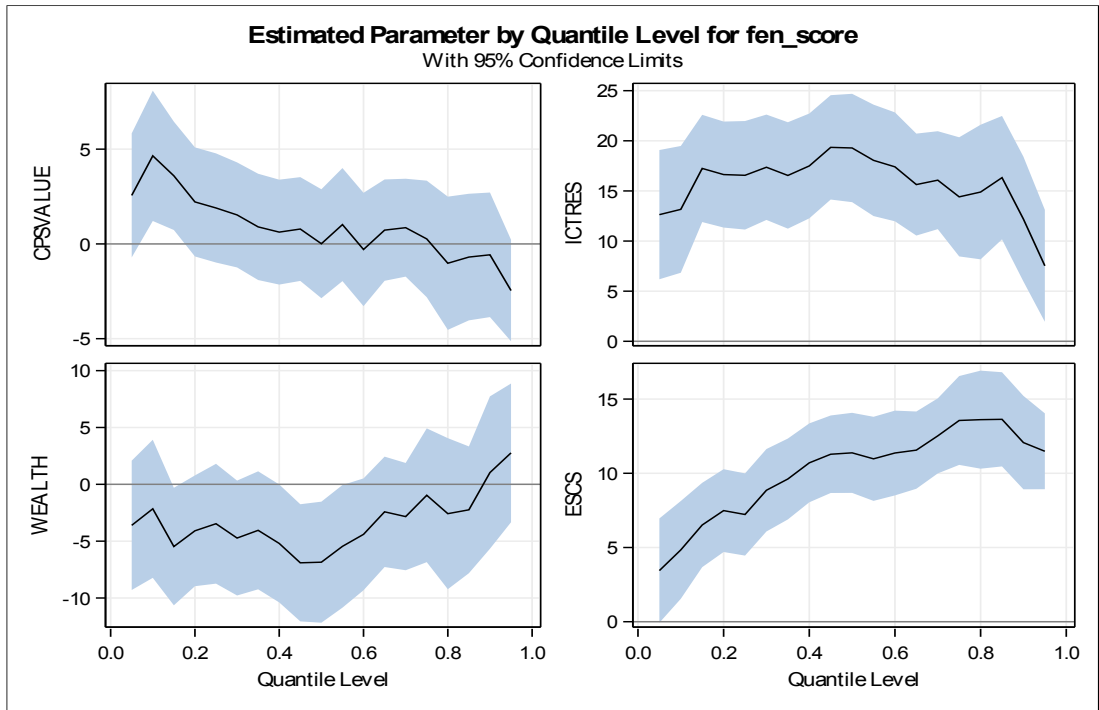 Estimated Parameter by Quantile Level for fen_score
With 95% Confidence Limits
CPSVALUE
5
0
-5
ICTRES
25
20
15
10
5
0
WEALTH
10
5
0
-5
-10
0.0 0.2 0.4 0.6 0.8 1.0
Quantile Level
ESCS
15
10
5
0
0.0 0.2 0.4 0.6 0.8 1.0
Quantile Level